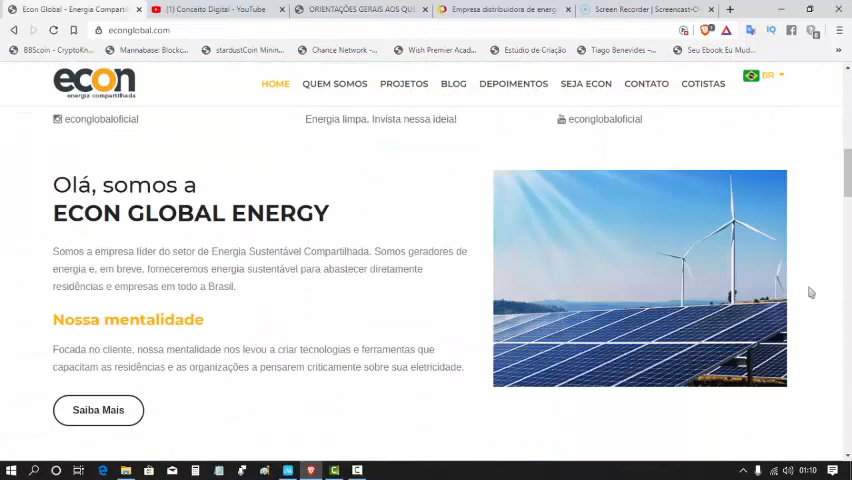 Econ Global - Energia Compartilh
(1) Conceito Digital - YouTube
ORIENTAÇÕES GERAIS AOS QUE
Empresa distribuidora de energ
Screen Recorder | Screencast-O
econglobal.com
BBScoin - CryptoKn...
Mannabase: Blockc...
stardustCoin Minin...
Chance Network -...
Wish Premier Acad...
Estúdio de Criação
Tiago Benevides –...
Seu Ebook Eu Mud...
econ
energia compartilhada
HOME
QUEM SOMOS
PROJETOS
BLOG
DEPOIMENTOS
SEJA ECON
CONTATO
COTISTAS
BR
econglobaloficial
Energia limpa. Invista nessa ideia!
econglobaloficial
Olá, somos a
ECON GLOBAL ENERGY
Somos a empresa líder do setor de Energia Sustentável Compartilhada. Somos geradores de
energia e, em breve, forneceremos energia sustentável para abastecer diretamente
residências e empresas em todo a Brasil.
Nossa mentalidade
Focada no cliente, nossa mentalidade nos levou a criar tecnologias e ferramentas que
capacitam as residências e as organizações a pensarem criticamente sobre sua eletricidade.
Saiba Mais
01:10